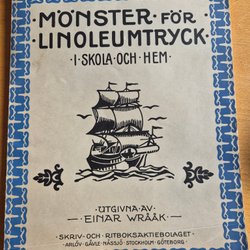 MÖNSTER · FÖR
LINOLEUMTRYCK
· I · SKOLA · OCH · HEM ·
· UTGIVNA · AV ·
— EINAR · WRÅÅK —
· SKRIV- OCH · RITBOKSAKTIEBOLAGET ·
ARLÖV · GÄVLE · NÄSSJÖ · STOCKHOLM · GÖTEBORG ·